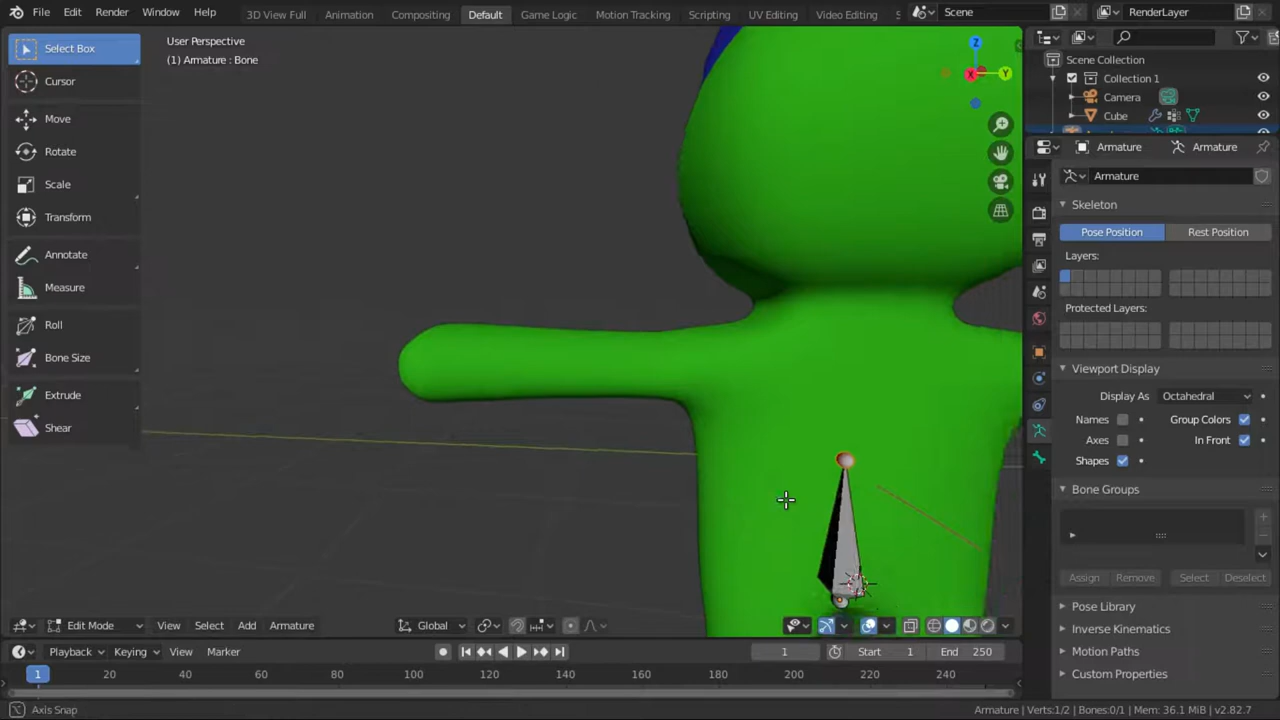 File Edit Render Window Help
3D View Full Animation Compositing Default Game Logic Motion Tracking Scripting UV Editing Video Editing
Scene
RenderLayer
Select Box
Cursor
Move
Rotate
Scale
Transform
Annotate
Measure
Roll
Bone Size
Extrude
Shear
User Perspective
(1) Armature : Bone
Z
X
Y
Scene Collection
Collection 1
Camera
Cube
Armature Armature
Armature
Skeleton
Pose Position Rest Position
Layers:
Protected Layers:
Viewport Display
Display As Octahedral
Names Group Colors
Axes In Front
Shapes
Bone Groups
Assign Remove Select Deselect
Pose Library
Inverse Kinematics
Motion Paths
Custom Properties
Edit Mode View Select Add Armature Global
Playback Keying View Marker 1 Start 1 End 250
1 20 40 60 80 100 120 140 160 180 200 220 240
Axis Snap
Armature | Verts:1/2 | Bones:0/1 | Mem: 36.1 MiB | v2.82.7